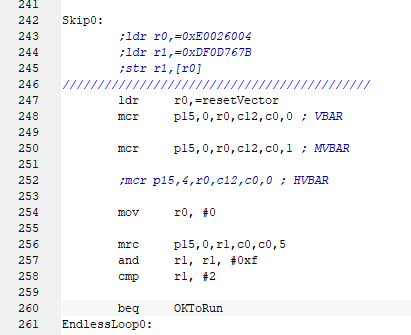 241
242 Skip0:
243 ;ldr r0,=0xE0026004
244 ;ldr r1,=0xDF0D767B
245 ;str r1,[r0]
246 ////////////////////////////////////////////
247 ldr r0,=resetVector
248 mcr p15,0,r0,c12,c0,0 ; VBAR
249
250 mcr p15,0,r0,c12,c0,1 ; MVBAR
251
252 ;mcr p15,4,r0,c12,c0,0 ; HVBAR
253
254 mov r0, #0
255
256 mrc p15,0,r1,c0,c0,5
257 and r1, r1, #0xf
258 cmp r1, #2
259
260 beq OKToRun
261 EndlessLoop0: